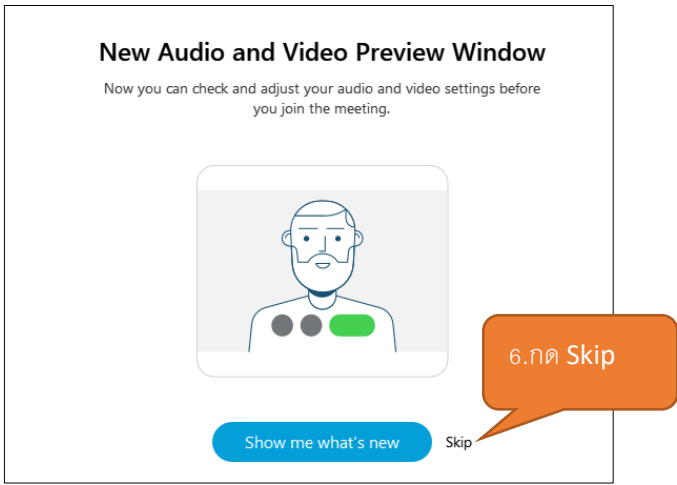 New Audio and Video Preview Window
Now you can check and adjust your audio and video settings before
you join the meeting.
6.กด Skip
Show me what's new
Skip